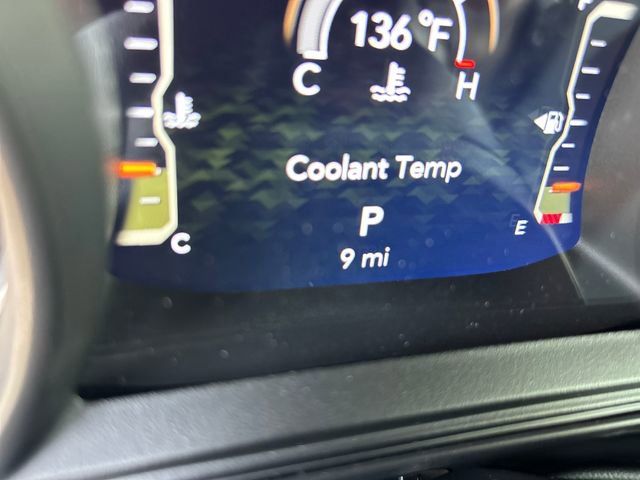 136 °F
C H
F
Coolant Temp
P
E
C
9 mi